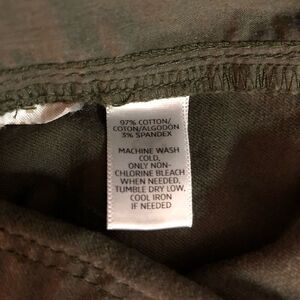 97% COTTON/
COTON/ALGODON
3% SPANDEX
MACHINE WASH
COLD,
ONLY NON-
CHLORINE BLEACH
WHEN NEEDED,
TUMBLE DRY LOW,
COOL IRON
IF NEEDED